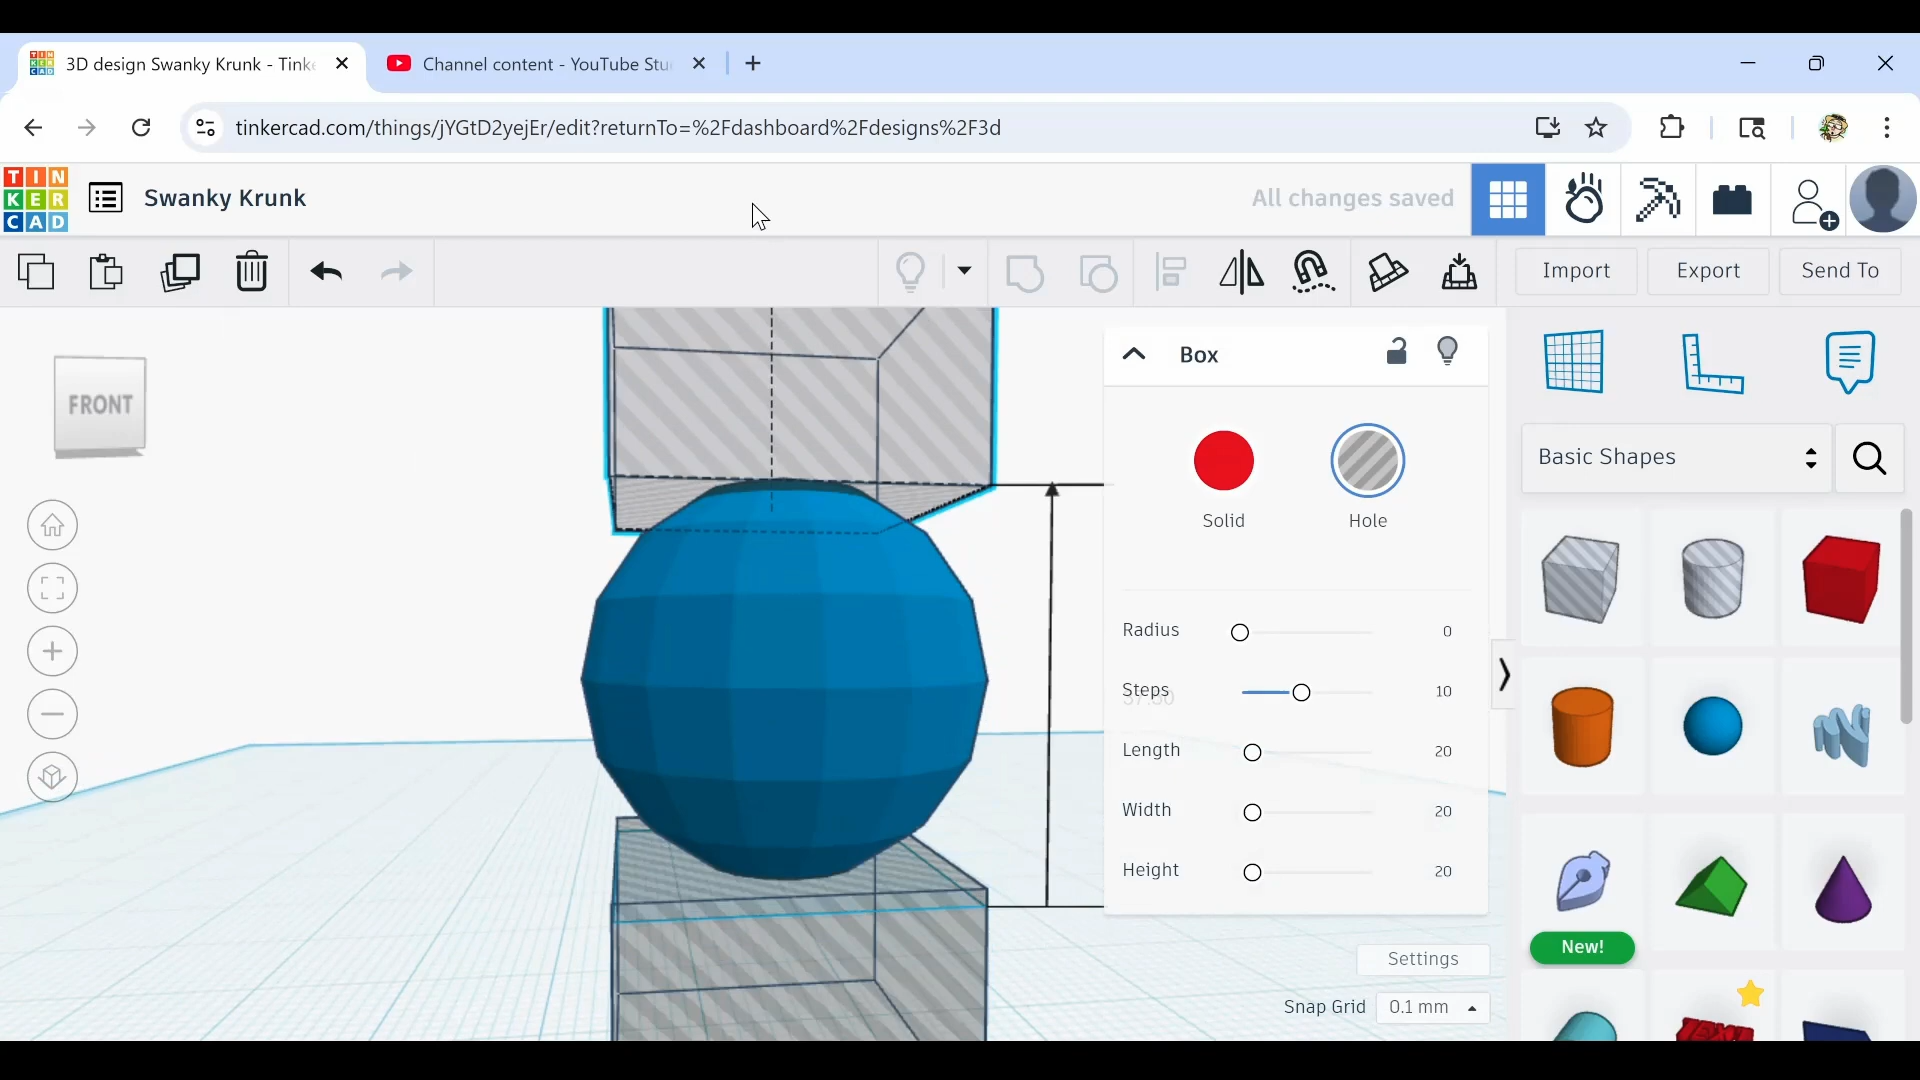 3D design Swanky Krunk - Tink
Channel content - YouTube Stu
tinkercad.com/things/jYGtD2yejEr/edit?returnTo=%2Fdashboard%2Fdesigns%2F3d
TIN
KER
CAD
Swanky Krunk
All changes saved
Import
Export
Send To
FRONT
Box
Solid
Hole
Radius
0
Steps
10
Length
20
Width
20
Height
20
Settings
Snap Grid
0.1 mm
Basic Shapes
New!